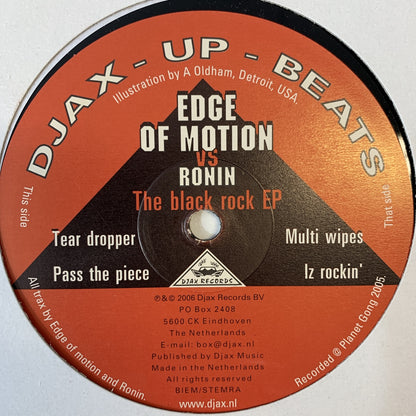 DJAX - UP - BEATS
Illustration by A Oldham, Detroit, USA.
EDGE
OF MOTION
VS
RONIN
The black rock EP
This side
That side
Tear dropper
Multi wipes
Pass the piece
Iz rockin'
DJAX RECORDS
℗ & © 2006 Djax Records BV
PO Box 2408
5600 CK Eindhoven
The Netherlands
E-mail: box@djax.nl
Published by Djax Music
Made in the Netherlands
All rights reserved
BIEM/STEMRA
www.djax.nl
All trax by Edge of motion and Ronin.
Recorded @ Planet Gong 2005.